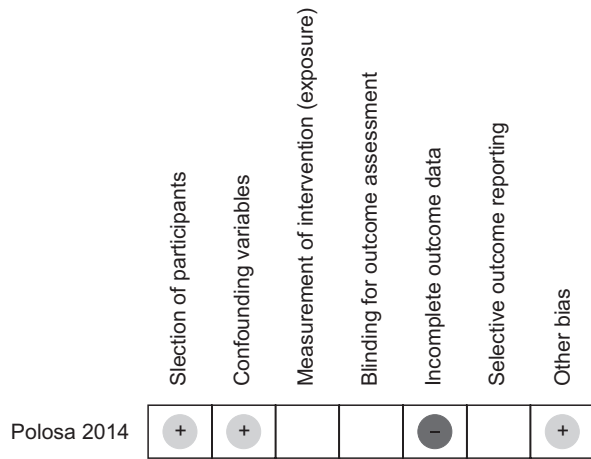 Slection of participants
Confounding variables
Measurement of intervention (exposure)
Blinding for outcome assessment
Incomplete outcome data
Selective outcome reporting
Other bias
Polosa 2014 + + – +